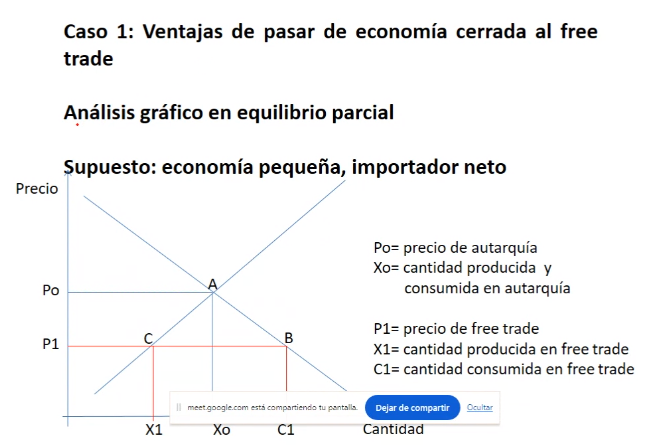 Caso 1: Ventajas de pasar de economía cerrada al free
trade
Análisis gráfico en equilibrio parcial
Supuesto: economía pequeña, importador neto
Precio
Po= precio de autarquía
Xo= cantidad producida y
consumida en autarquía
A
Po
P1= precio de free trade
P1
C
B
X1= cantidad producida en free trade
C1= cantidad consumida en free trade
meet.google.com está compartiendo tu pantalla.
Dejar de compartir
Ocultar
X1
Xo
C1
Cantidad